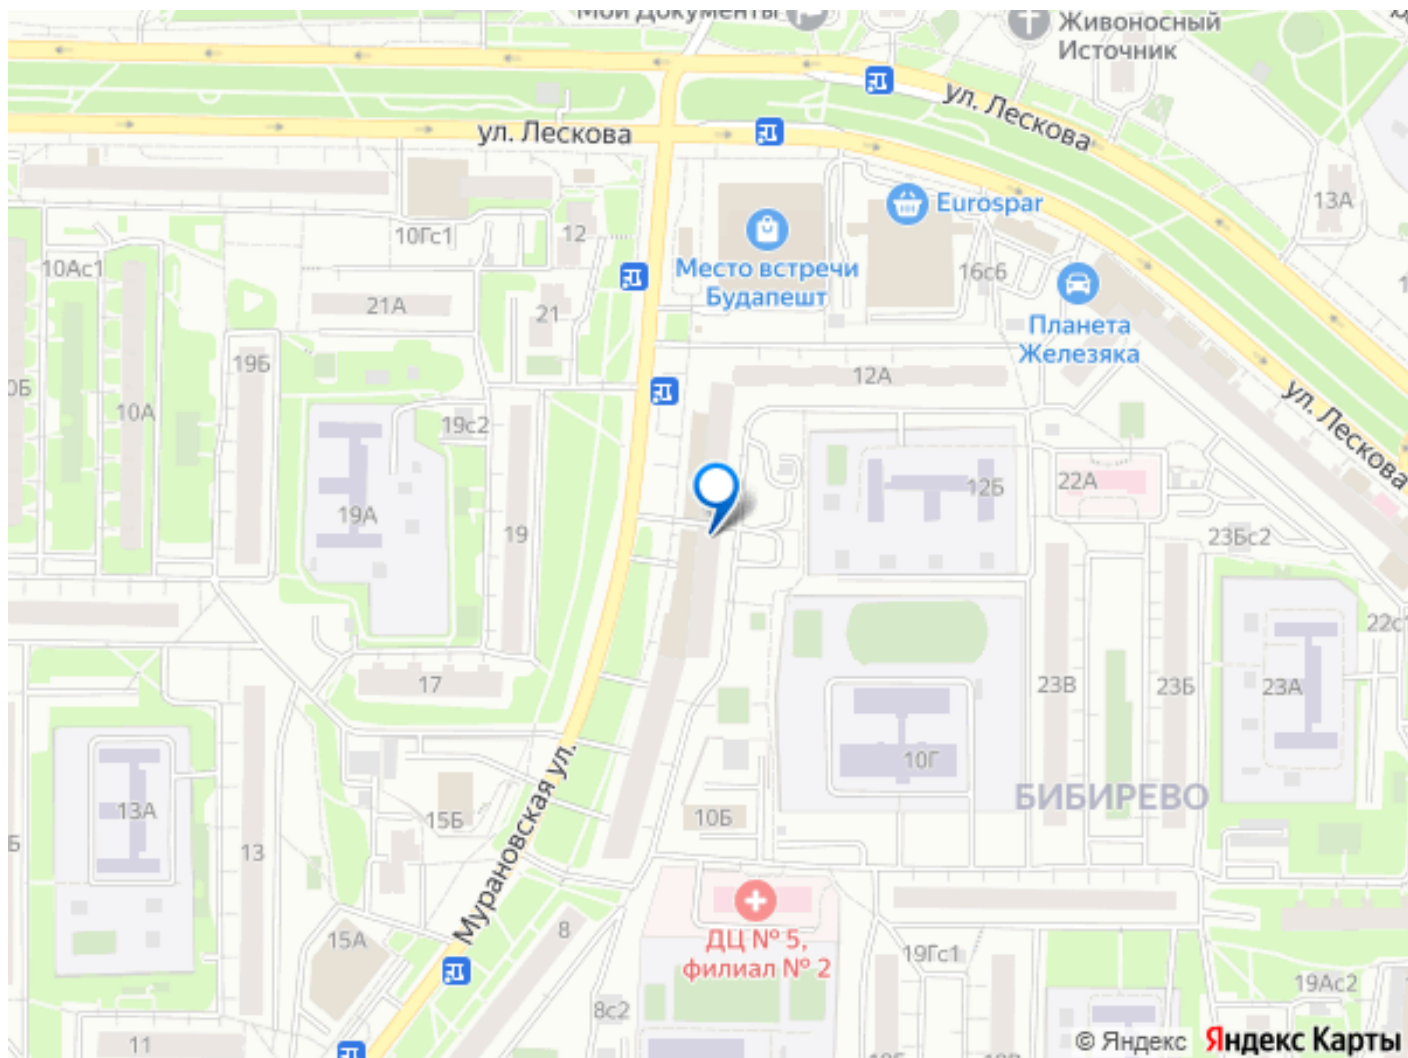 Мои Документы
Живоносный
Источник
ул. Лескова
ул. Лескова
13А
Eurospar
10Гс1
12
10Ас1
Место встречи
Будапешт
16с6
21А
21
Планета
Железяка
19Б
12А
10А
19с2
ул. Лескова
22А
12Б
19А
19
23Бс2
17
23В
23Б
23А
10Г
БИБИРЕВО
Мурановская ул.
13А
15Б
10Б
13
15А
8
ДЦ № 5,
филиал № 2
19Гс1
19Ас2
8с2
11
© Яндекс
Яндекс Карты